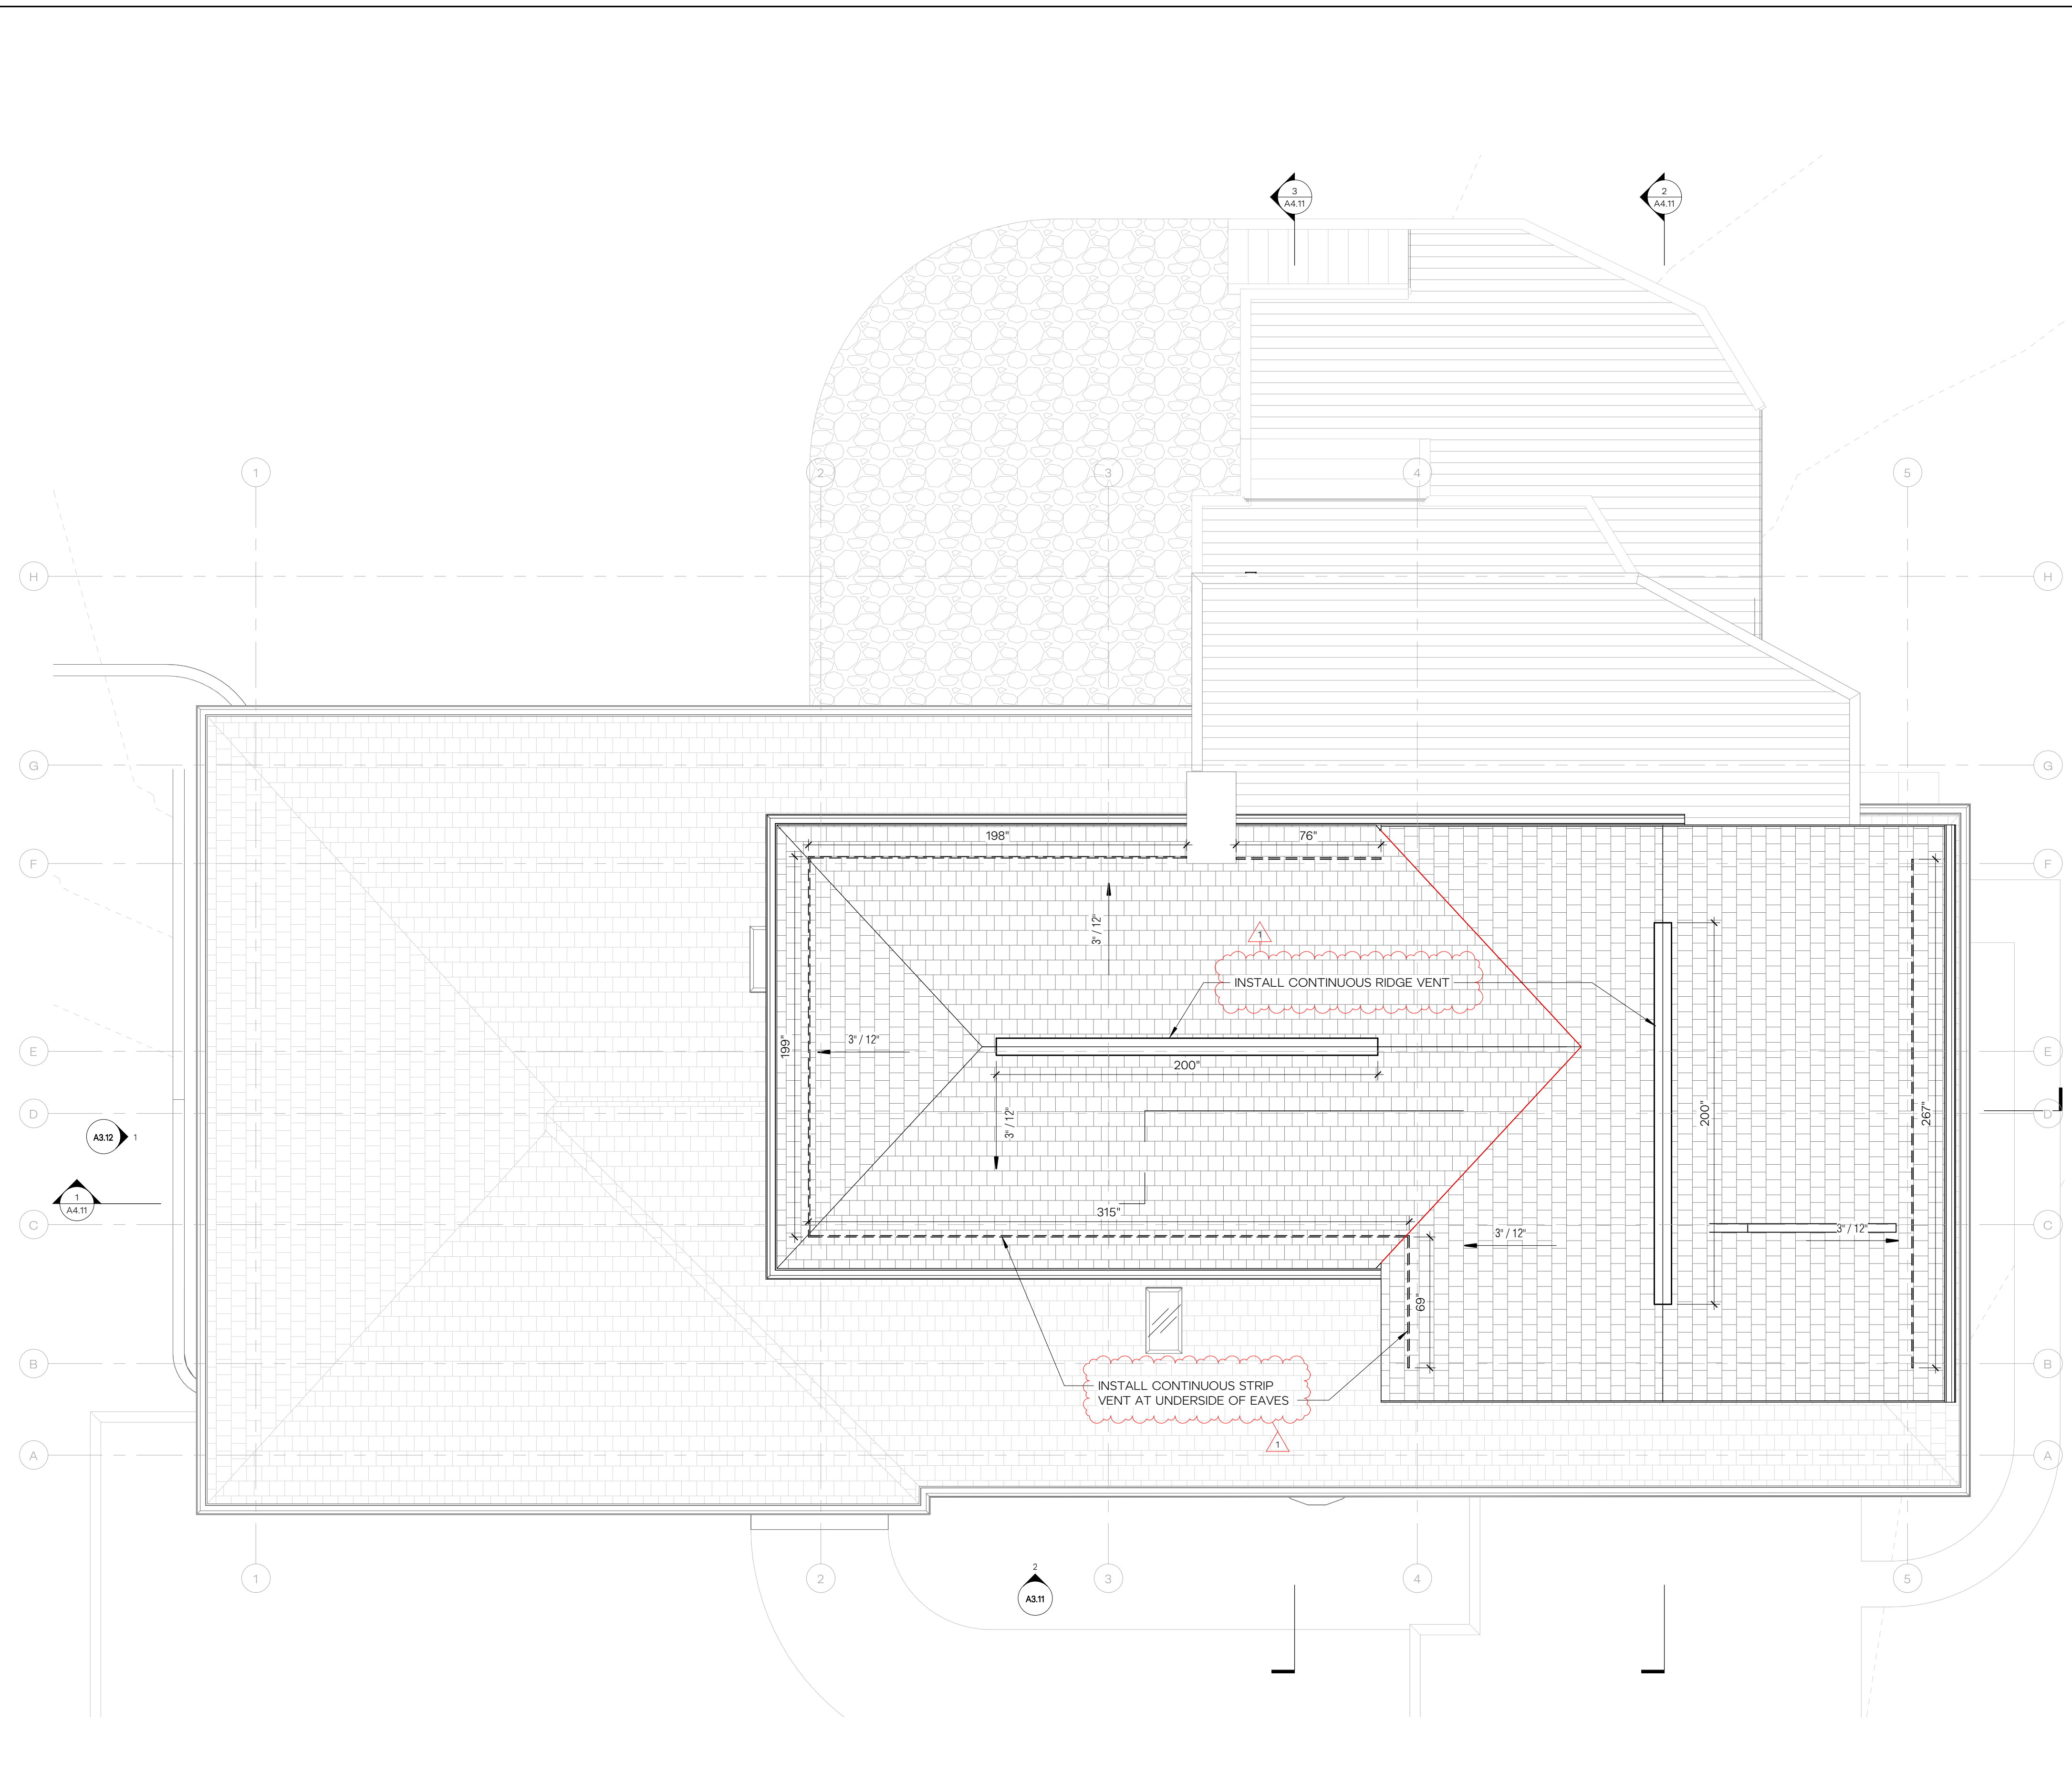 3
A4.11
2
A4.11
1
2
3
4
5
H
H
G
G
198"
76"
F
F
3" / 12"
1
INSTALL CONTINUOUS RIDGE VENT
199"
3" / 12"
E
E
200"
3" / 12"
200"
267"
D
D
A3.12
1
1
A4.11
315"
C
C
3" / 12"
3" / 12"
69"
B
B
INSTALL CONTINUOUS STRIP
VENT AT UNDERSIDE OF EAVES
1
A
A
1
2
3
4
5
2
A3.11